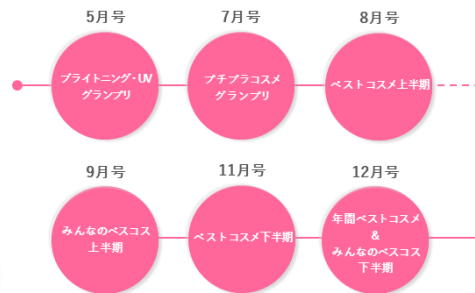 5月号
ブライトニング・UV
グランプリ
7月号
プチプラコスメ
グランプリ
8月号
ベストコスメ上半期
9月号
みんなのベスコス
上半期
11月号
ベストコスメ下半期
12月号
年間ベストコスメ
&
みんなのベスコス
下半期